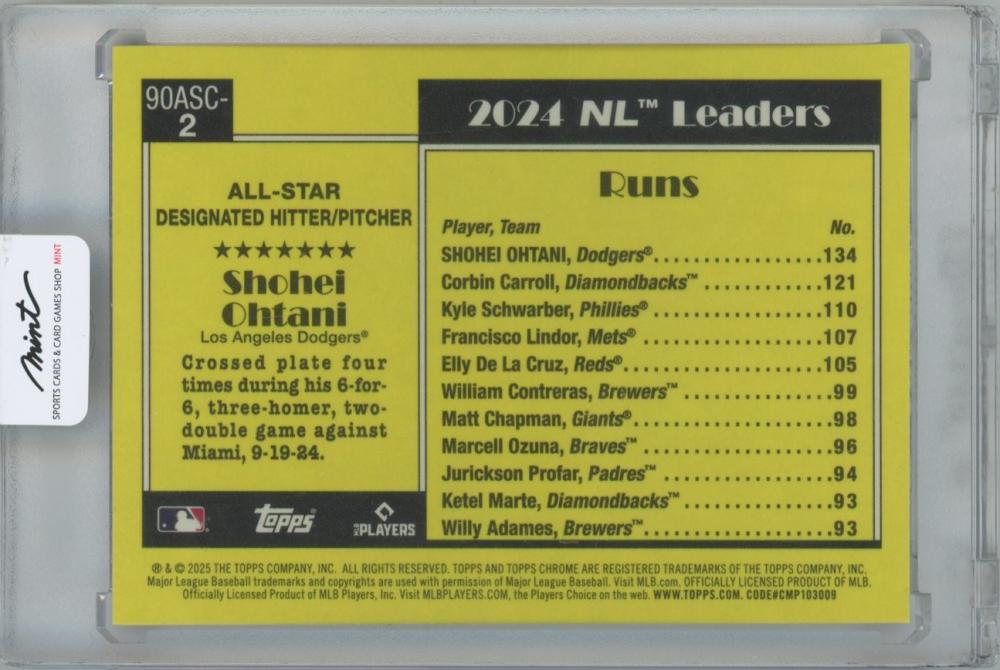 90ASC-
2
2024 NL™ Leaders
ALL-STAR
DESIGNATED HITTER/PITCHER
★★★★★★★
Shohei
Ohtani
Los Angeles Dodgers®
Crossed plate four
times during his 6-for-
6, three-homer, two-
double game against
Miami, 9-19-24.
Topps®
MLB PLAYERS
Runs
Player, Team No.
SHOHEI OHTANI, Dodgers®.................134
Corbin Carroll, Diamondbacks™ ............121
Kyle Schwarber, Phillies® .................110
Francisco Lindor, Mets® ..................107
Elly De La Cruz, Reds®...................105
William Contreras, Brewers™ ..............99
Matt Chapman, Giants®...................98
Marcell Ozuna, Braves™ ..................96
Jurickson Profar, Padres™ ................94
Ketel Marte, Diamondbacks™ ..............93
Willy Adames, Brewers™ .................93
® & © 2025 THE TOPPS COMPANY, INC. ALL RIGHTS RESERVED. TOPPS AND TOPPS CHROME ARE REGISTERED TRADEMARKS OF THE TOPPS COMPANY, INC.
Major League Baseball trademarks and copyrights are used with permission of Major League Baseball. Visit MLB.com. OFFICIALLY LICENSED PRODUCT OF MLB.
Officially Licensed Product of MLB Players, Inc. Visit MLBPLAYERS.COM, the Players Choice on the web. WWW.TOPPS.COM. CODE#CMP103009
mint
SPORTS CARDS & CARD GAMES SHOP MINT